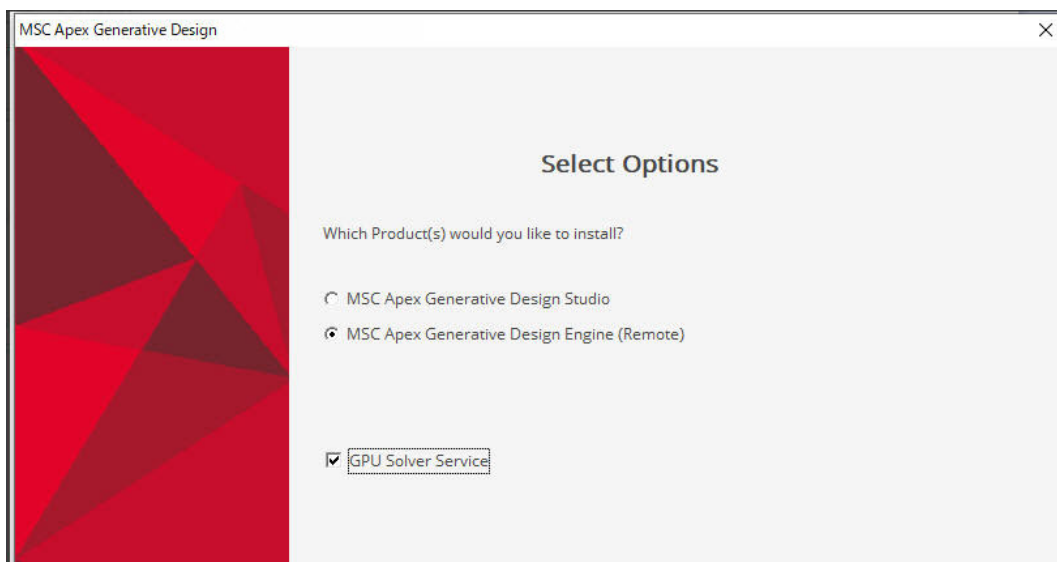 MSC Apex Generative Design
Select Options
Which Product(s) would you like to install?
MSC Apex Generative Design Studio
MSC Apex Generative Design Engine (Remote)
GPU Solver Service